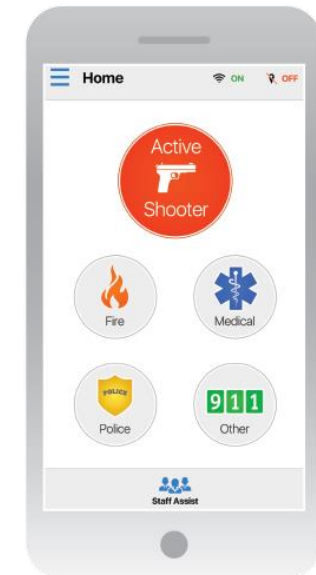 Home ON OFF
Active
Shooter
Fire
Medical
POLICE
Police
911
Other
Staff Assist